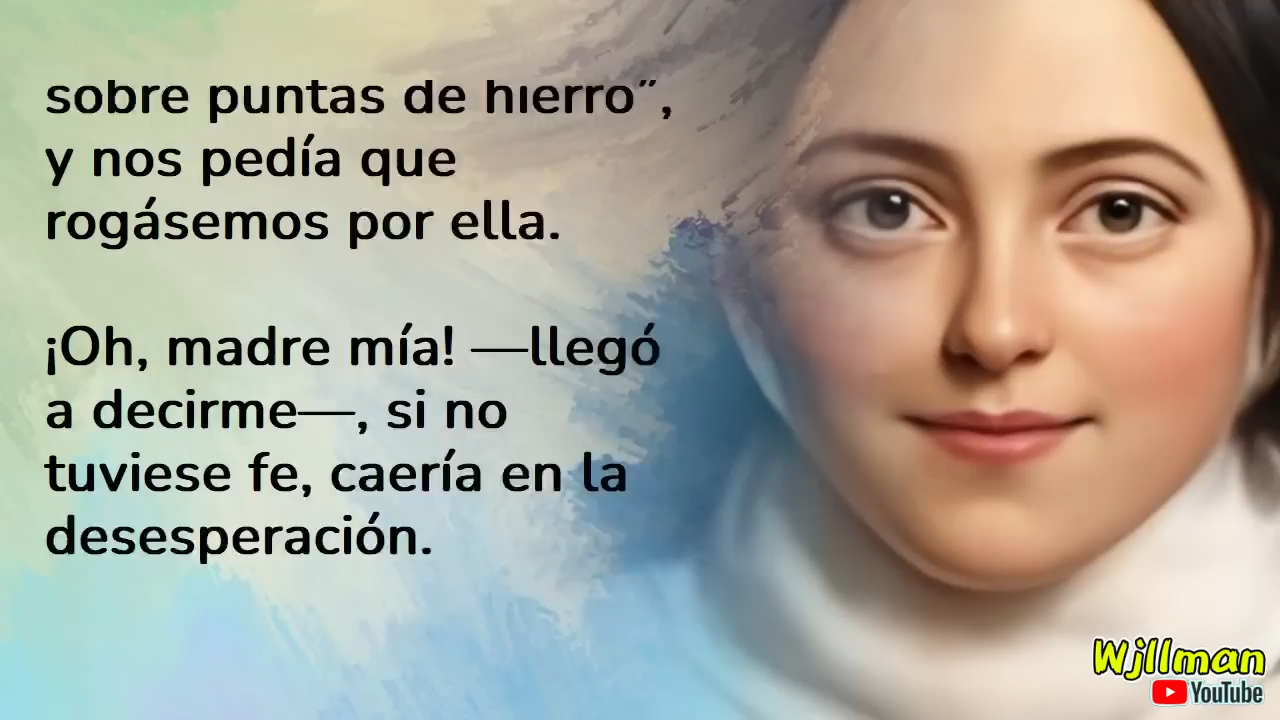 sobre puntas de hierro”,
y nos pedía que
rogásemos por ella.
¡Oh, madre mía! —llegó
a decirme—, si no
tuviese fe, caería en la
desesperación.
Wjllman
YouTube